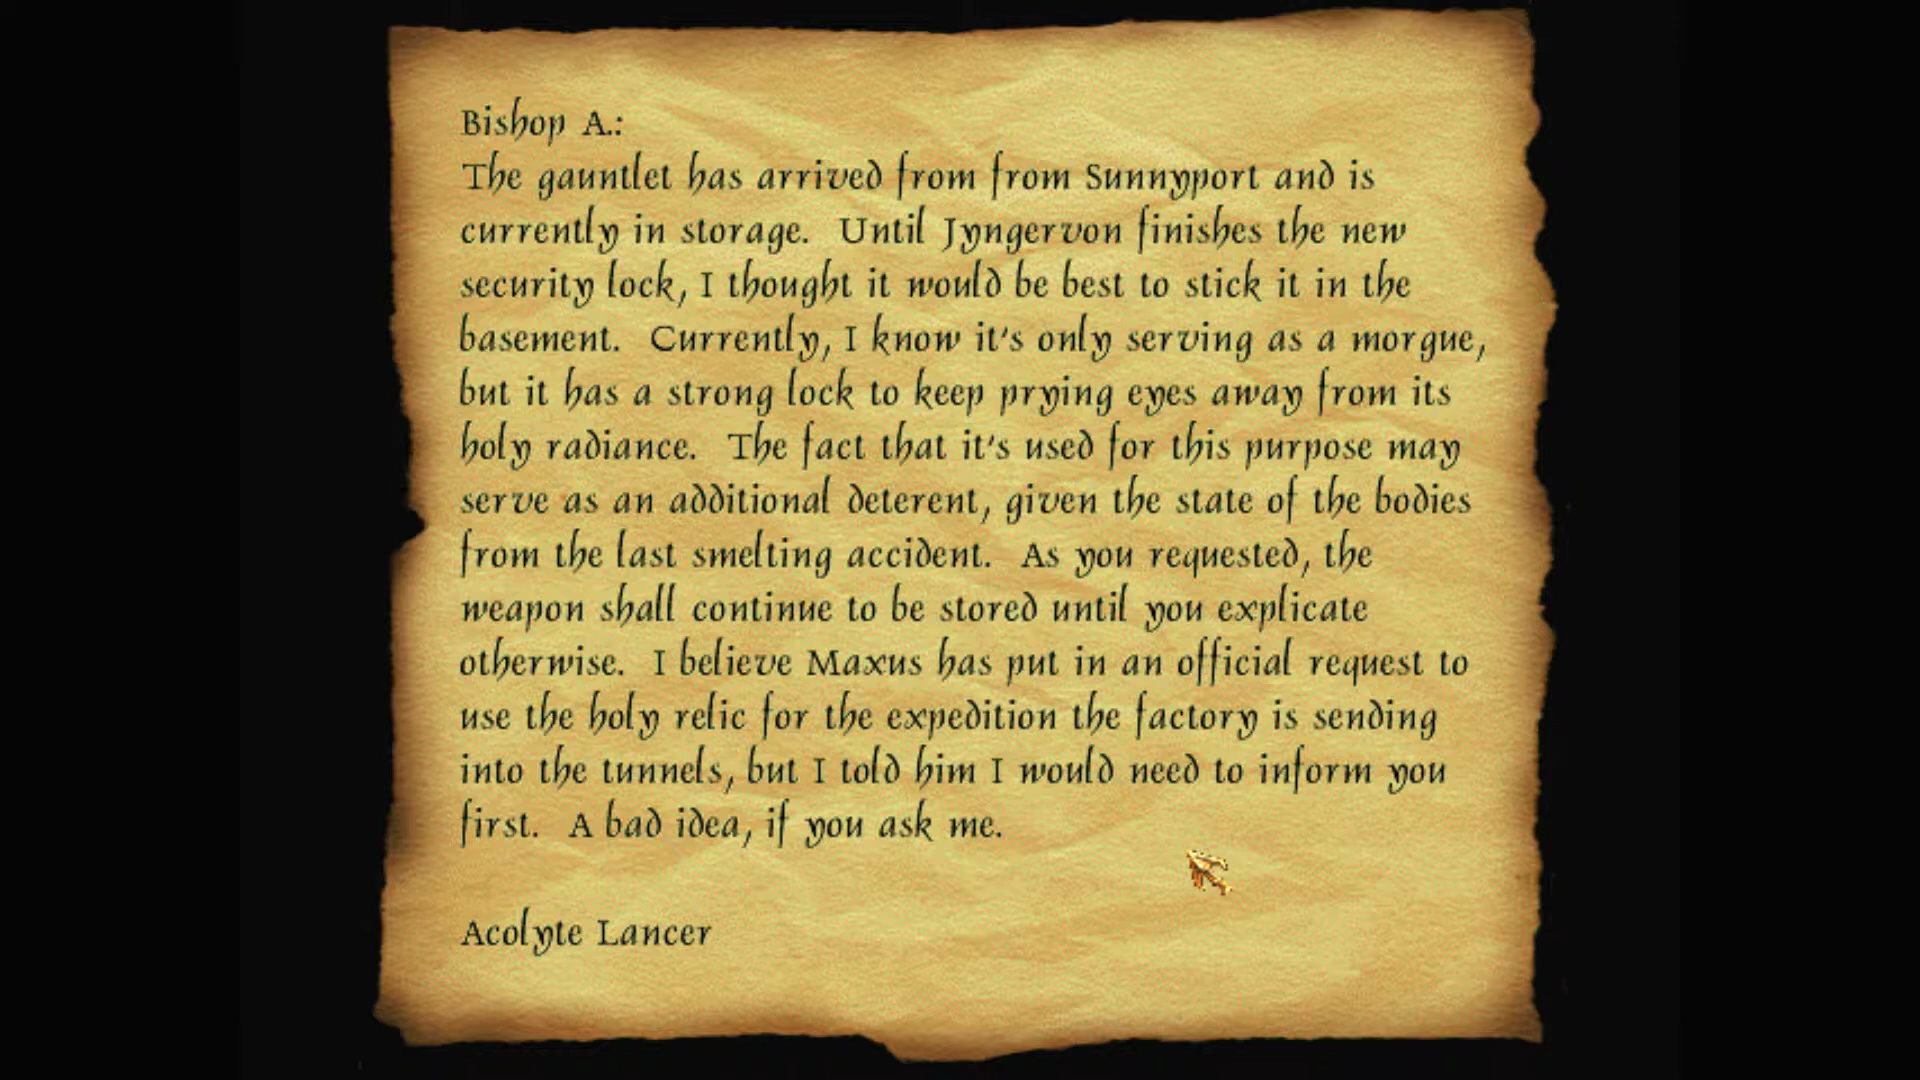 Bishop A.:
The gauntlet has arrived from from Sunnyport and is
currently in storage.  Until Jyngervon finishes the new
security lock, I thought it would be best to stick it in the
basement.  Currently, I know it's only serving as a morgue,
but it has a strong lock to keep prying eyes away from its
holy radiance.  The fact that it's used for this purpose may
serve as an additional deterent, given the state of the bodies
from the last smelting accident.  As you requested, the
weapon shall continue to be stored until you explicate
otherwise.  I believe Maxus has put in an official request to
use the holy relic for the expedition the factory is sending
into the tunnels, but I told him I would need to inform you
first.  A bad idea, if you ask me.
Acolyte Lancer